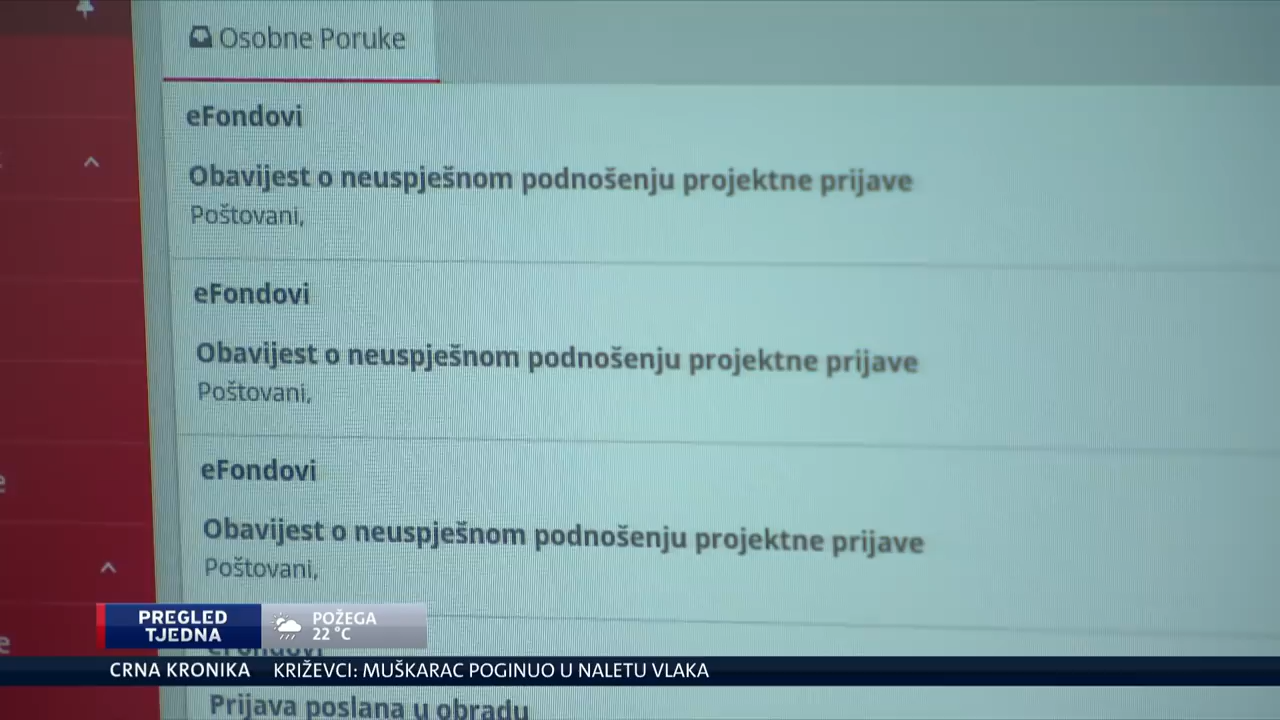 Osobne Poruke
eFondovi
Obavijest o neuspješnom podnošenju projektne prijave
Poštovani,
eFondovi
Obavijest o neuspješnom podnošenju projektne prijave
Poštovani,
eFondovi
Obavijest o neuspješnom podnošenju projektne prijave
Poštovani,
PREGLED
TJEDNA
POŽEGA
22 °C
eFondovi
CRNA KRONIKA KRIŽEVCI: MUŠKARAC POGINUO U NALETU VLAKA
Prijava poslana u obradu